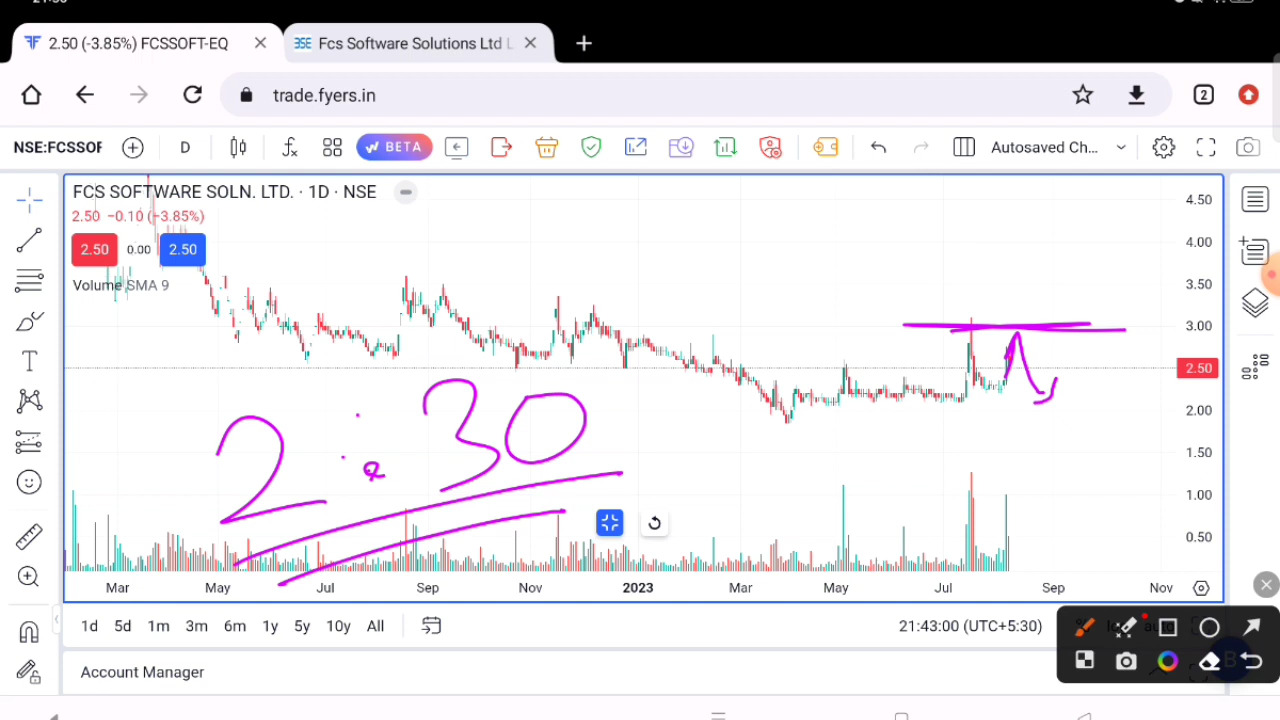 2.50 (-3.85%) FCSSOFT-EQ
BSE Fcs Software Solutions Ltd L
trade.fyers.in
2
NSE:FCSSOF
D
BETA
Autosaved Ch...
FCS SOFTWARE SOLN. LTD. · 1D · NSE
2.50 −0.10 (−3.85%)
2.50 0.00 2.50
Volume SMA 9
4.50
4.00
3.50
3.00
2.50
2.00
1.50
1.00
0.50
2.30
Mar May Jul Sep Nov 2023 Mar May Jul Sep Nov
1d 5d 1m 3m 6m 1y 5y 10y All
21:43:00 (UTC+5:30)
Account Manager